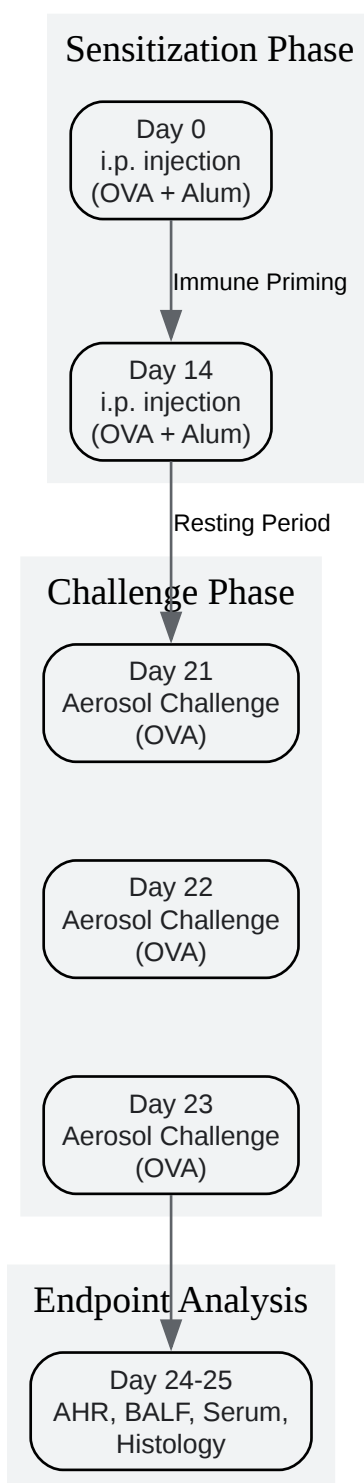 Sensitization Phase
Day 0
i.p. injection
(OVA + Alum)
Immune Priming
Day 14
i.p. injection
(OVA + Alum)
Resting Period
Challenge Phase
Day 21
Aerosol Challenge
(OVA)
Day 22
Aerosol Challenge
(OVA)
Day 23
Aerosol Challenge
(OVA)
Endpoint Analysis
Day 24-25
AHR, BALF, Serum,
Histology